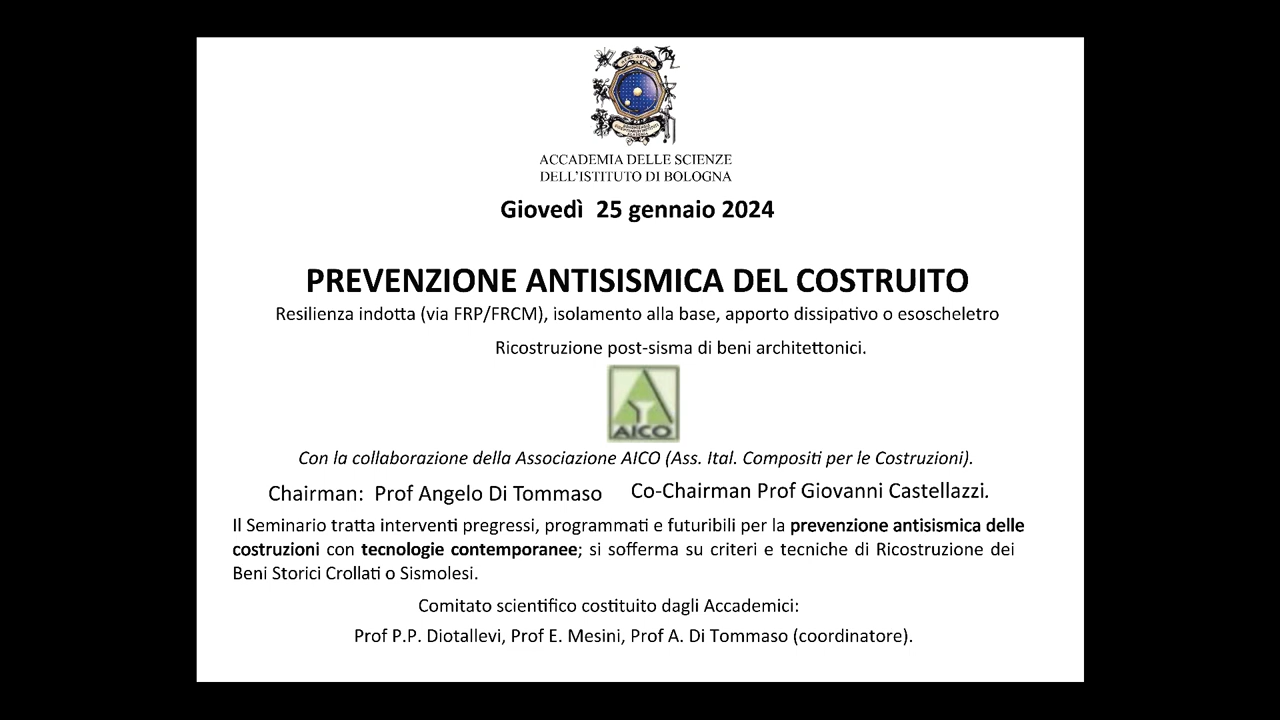 ACCADEMIA DELLE SCIENZE
DELL'ISTITUTO DI BOLOGNA
Giovedì 25 gennaio 2024
PREVENZIONE ANTISISMICA DEL COSTRUITO
Resilienza indotta (via FRP/FRCM), isolamento alla base, apporto dissipativo o esoscheletro
Ricostruzione post-sisma di beni architettonici.
AICO
Con la collaborazione della Associazione AICO (Ass. Ital. Compositi per le Costruzioni).
Chairman: Prof Angelo Di Tommaso Co-Chairman Prof Giovanni Castellazzi.
Il Seminario tratta interventi pregressi, programmati e futuribili per la prevenzione antisismica delle
costruzioni con tecnologie contemporanee; si sofferma su criteri e tecniche di Ricostruzione dei
Beni Storici Crollati o Sismolesi.
Comitato scientifico costituito dagli Accademici:
Prof P.P. Diotallevi, Prof E. Mesini, Prof A. Di Tommaso (coordinatore).